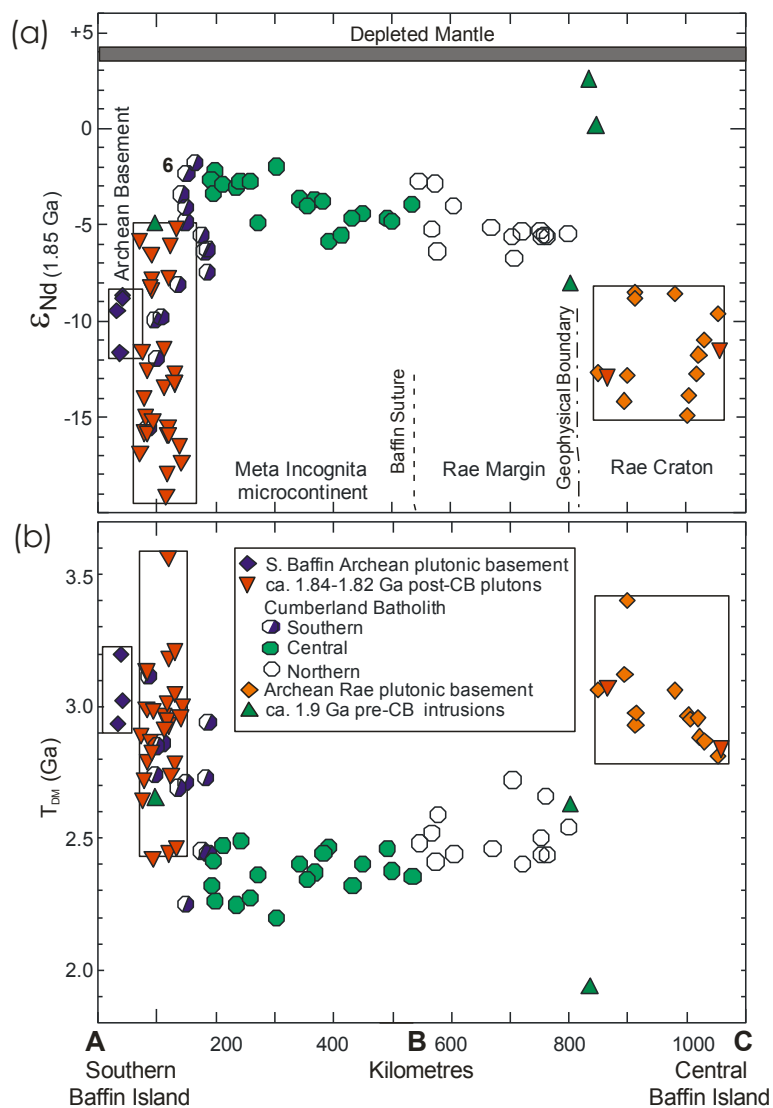 (a)
+5
0
-5
-10
-15
εNd (1.85 Ga)
Depleted Mantle
6
Archean Basement
Meta Incognita
microcontinent
Baffin Suture
Rae Margin
Geophysical Boundary
Rae Craton
(b)
3.5
3.0
2.5
2.0
TDM (Ga)
S. Baffin Archean plutonic basement
ca. 1.84-1.82 Ga post-CB plutons
Cumberland Batholith
Southern
Central
Northern
Archean Rae plutonic basement
ca. 1.9 Ga pre-CB intrusions
A 200 400 B 600 800 1000 C
Southern
Baffin Island
Kilometres
Central
Baffin Island